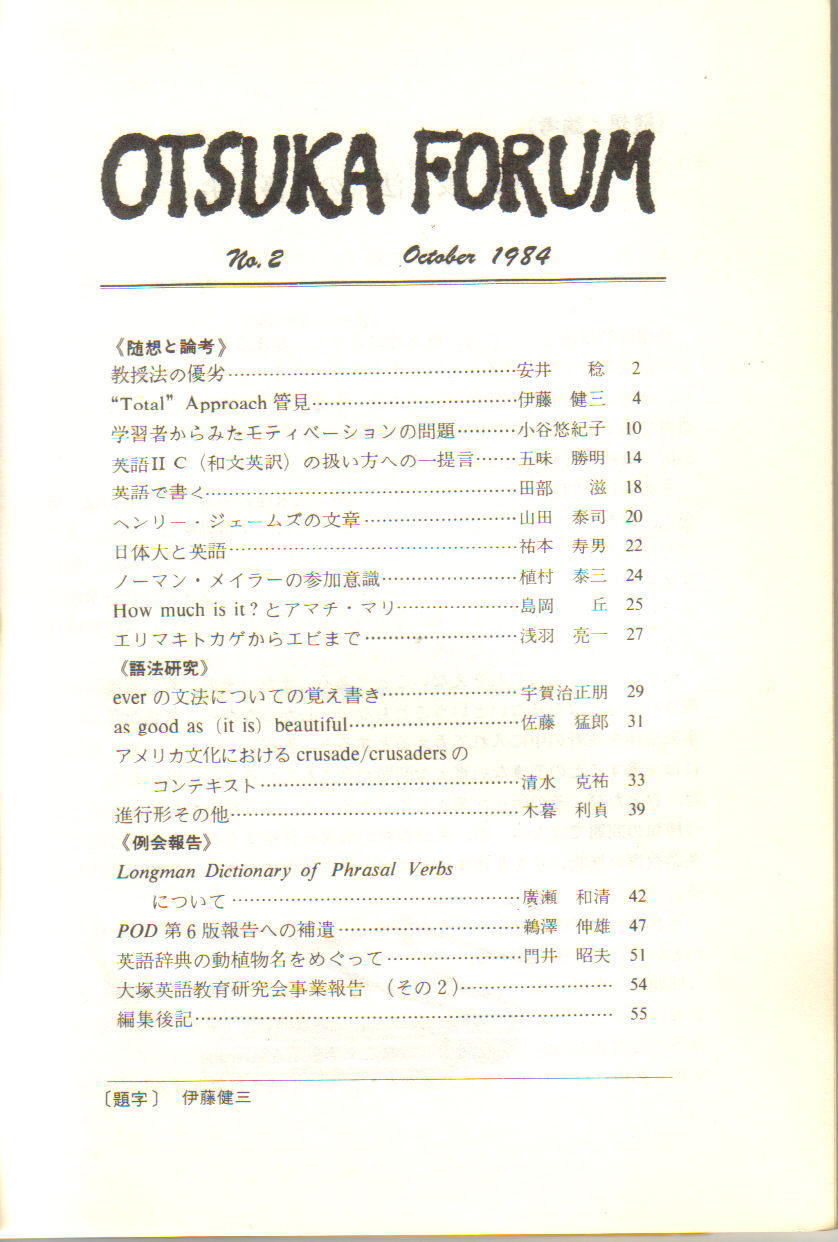 OTSUKA FORUM
No. 2 October 1984
《随想と論考》
教授法の優劣……………………………………安井 稔 2
“Total” Approach 管見……………………………伊藤 健三 4
学習者からみたモティベーションの問題………小谷悠紀子 10
英語II C（和文英訳）の扱い方への一提言……五味 勝明 14
英語で書く………………………………………田部 滋 18
ヘンリー・ジェームズの文章…………………山田 泰司 20
日体大と英語……………………………………祐本 寿男 22
ノーマン・メイラーの参加意識………………植村 泰三 24
How much is it? とアマチ・マリ………………島岡 丘 25
エリマキトカゲからエビまで…………………浅羽 亮一 27
《語法研究》
ever の文法についての覚え書き………………宇賀治正朋 29
as good as (it is) beautiful……………………佐藤 猛郎 31
アメリカ文化における crusade/crusaders の
コンテキスト……………………………………清水 克祐 33
進行形その他……………………………………木暮 利貞 39
《例会報告》
Longman Dictionary of Phrasal Verbs
について…………………………………………廣瀬 和清 42
POD 第6版報告への補遺………………………鵜澤 伸雄 47
英語辞典の動植物名をめぐって………………門井 昭夫 51
大塚英語教育研究会事業報告 （その2）…………………… 54
編集後記…………………………………………………… 55
〔題字〕 伊藤健三